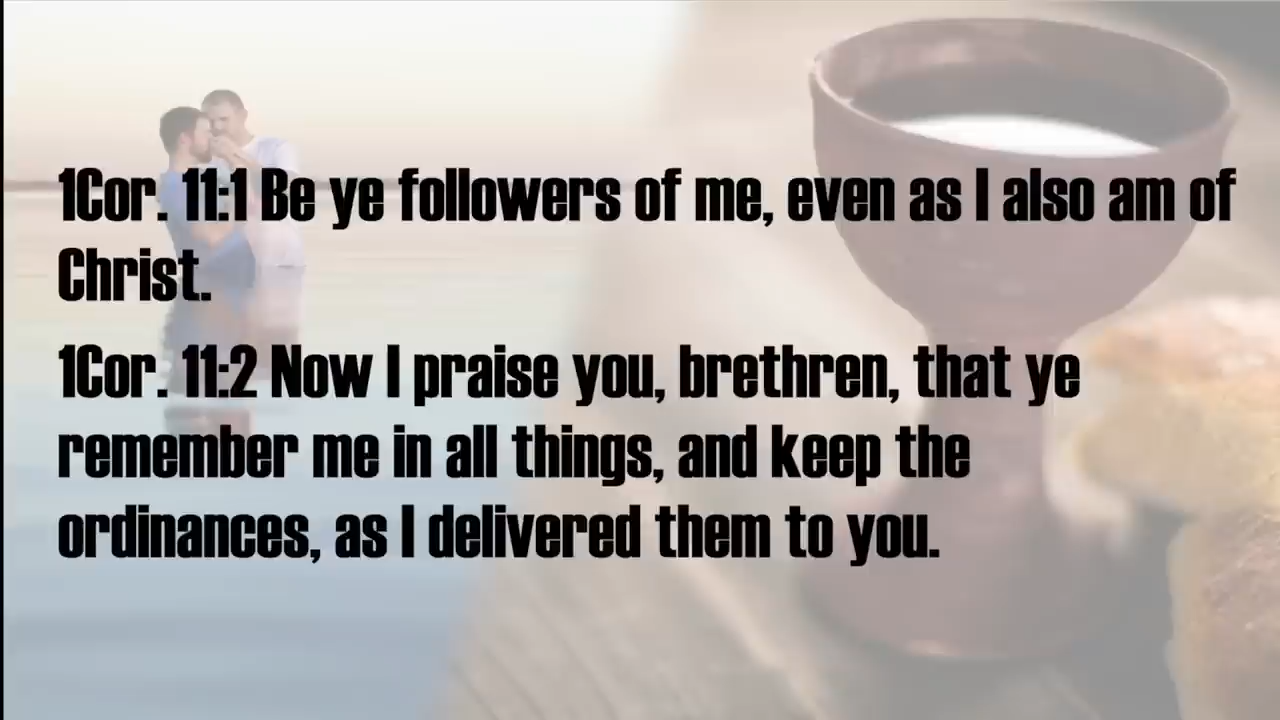 1Cor. 11:1 Be ye followers of me, even as I also am of
Christ.
1Cor. 11:2 Now I praise you, brethren, that ye
remember me in all things, and keep the
ordinances, as I delivered them to you.